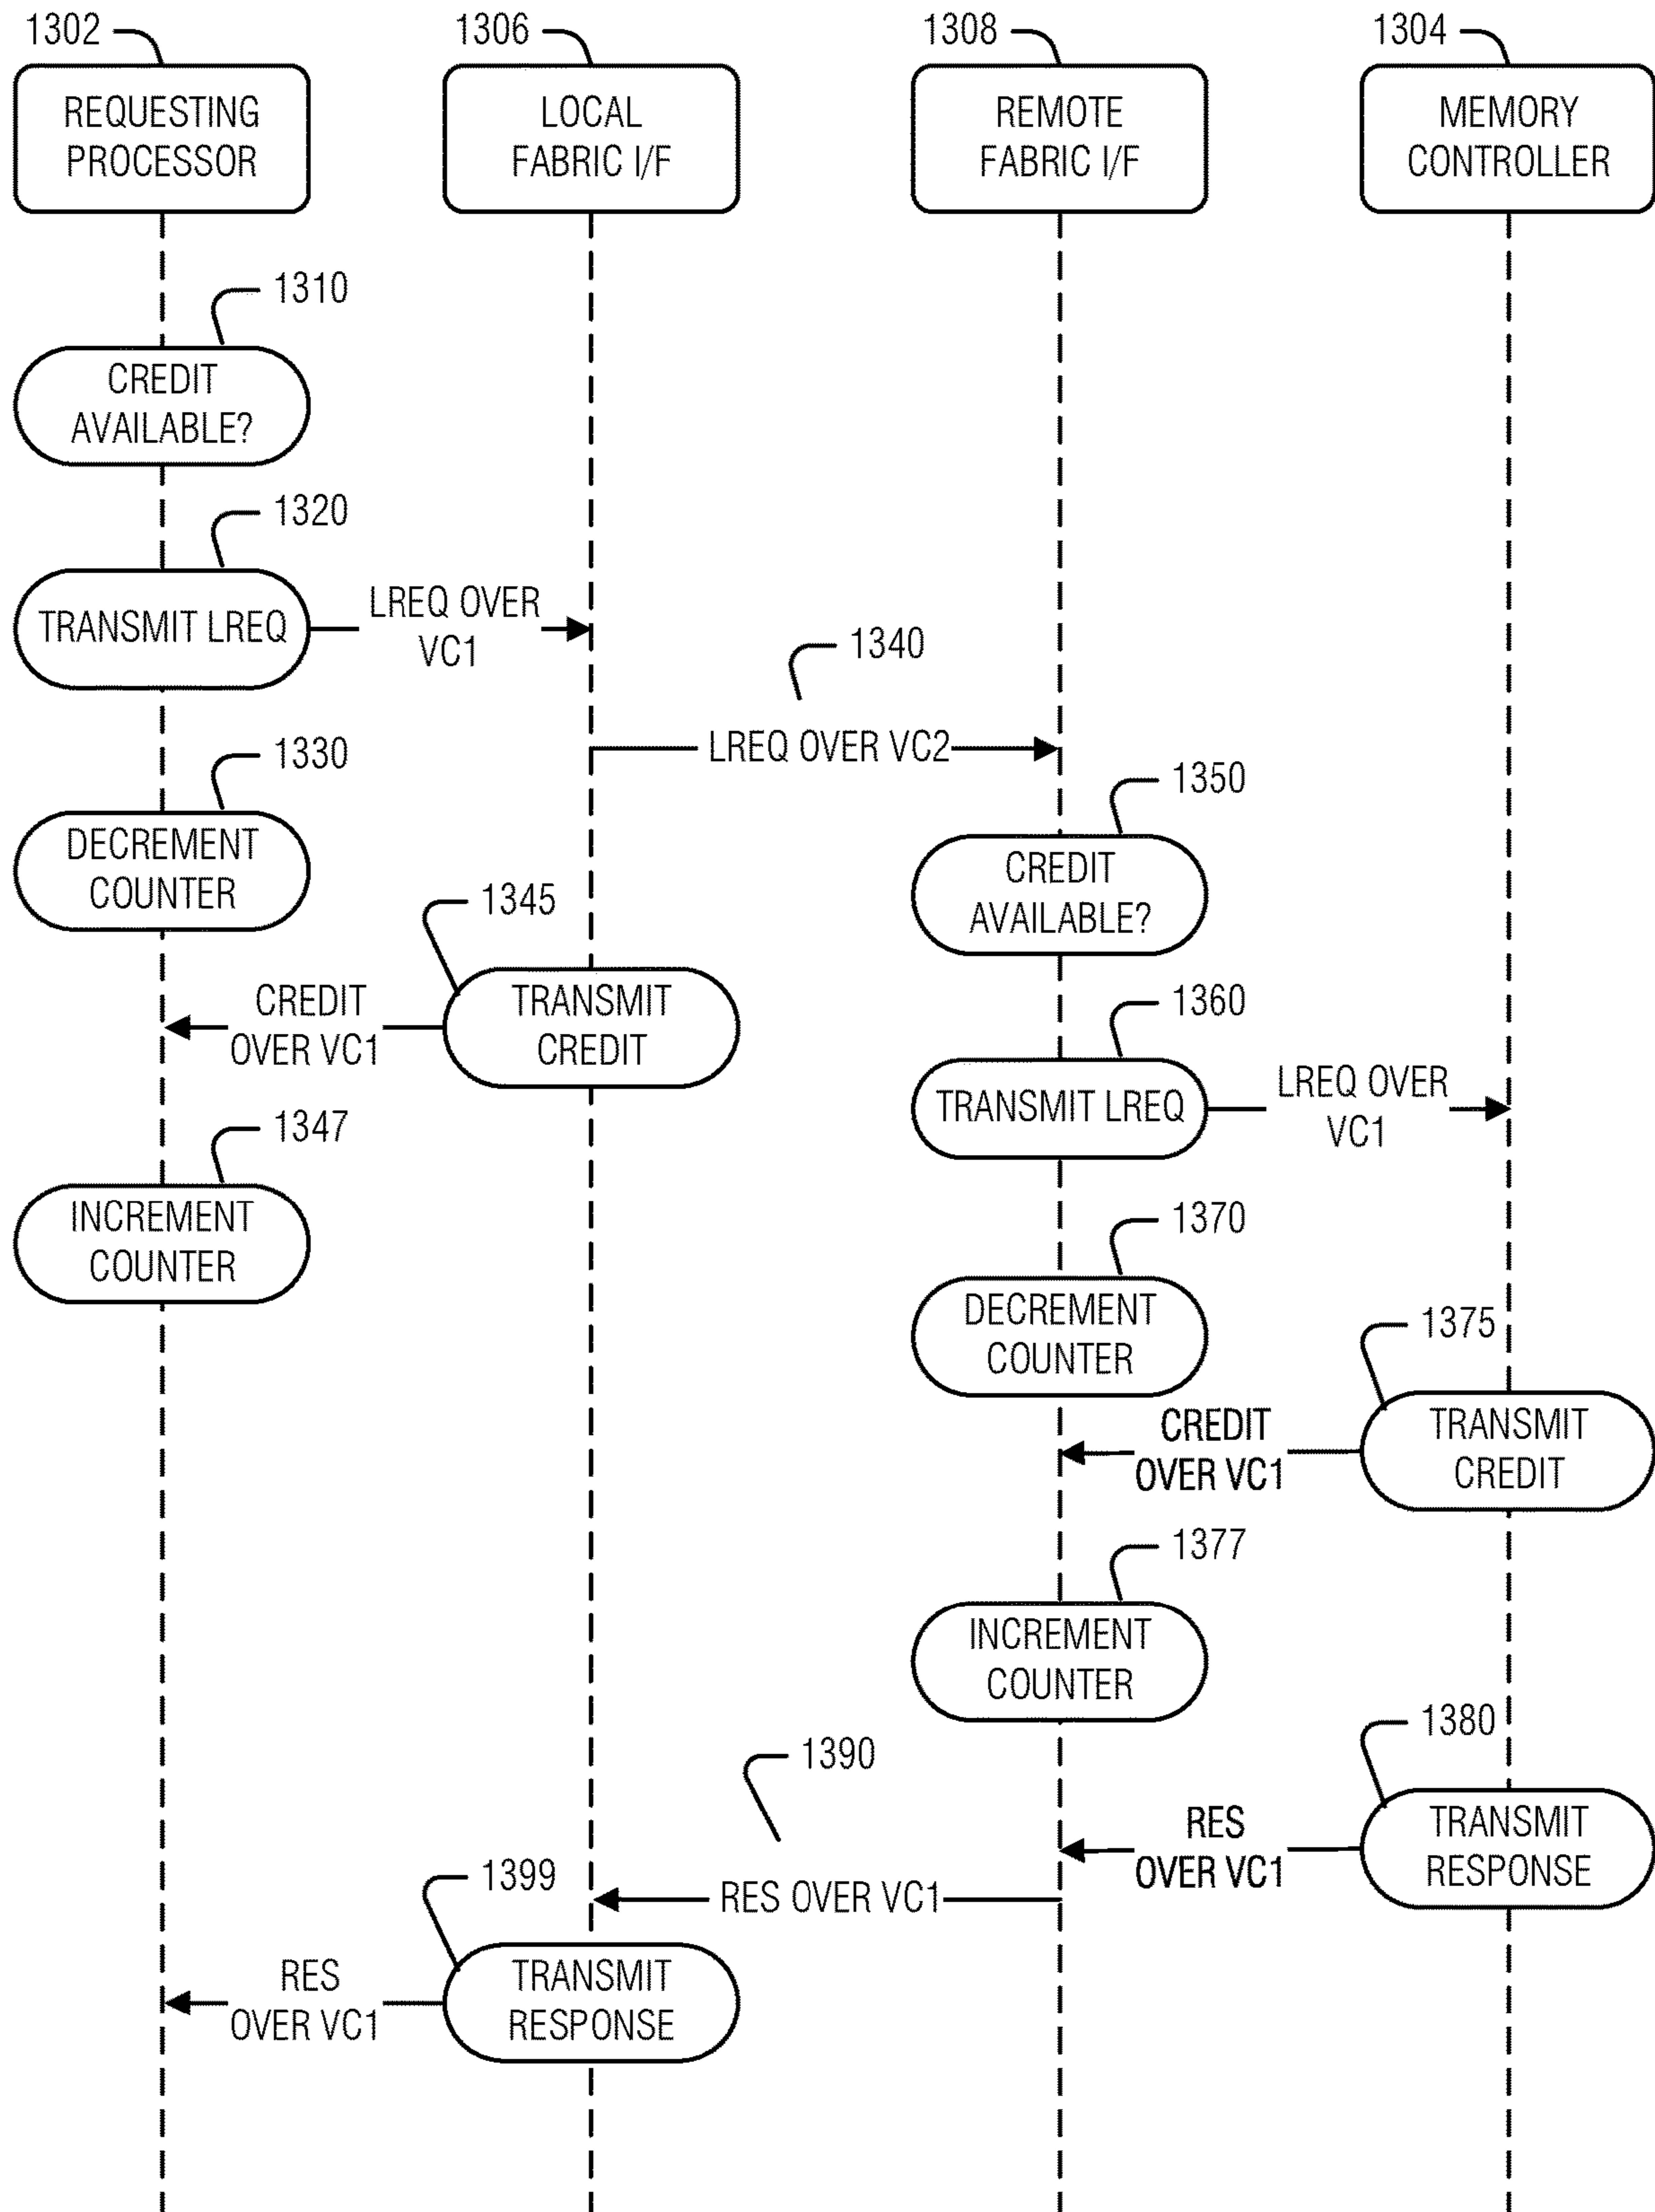 1302
1306
1308
1304
REQUESTING
PROCESSOR
LOCAL
FABRIC I/F
REMOTE
FABRIC I/F
MEMORY
CONTROLLER
1310
CREDIT
AVAILABLE?
1320
TRANSMIT LREQ
LREQ OVER
VC1
1340
LREQ OVER VC2
1330
DECREMENT
COUNTER
1350
CREDIT
AVAILABLE?
1345
TRANSMIT
CREDIT
CREDIT
OVER VC1
1360
TRANSMIT LREQ
LREQ OVER
VC1
1347
INCREMENT
COUNTER
1370
DECREMENT
COUNTER
1375
TRANSMIT
CREDIT
CREDIT
OVER VC1
1377
INCREMENT
COUNTER
1380
TRANSMIT
RESPONSE
RES
OVER VC1
1390
RES OVER VC1
1399
TRANSMIT
RESPONSE
RES
OVER VC1